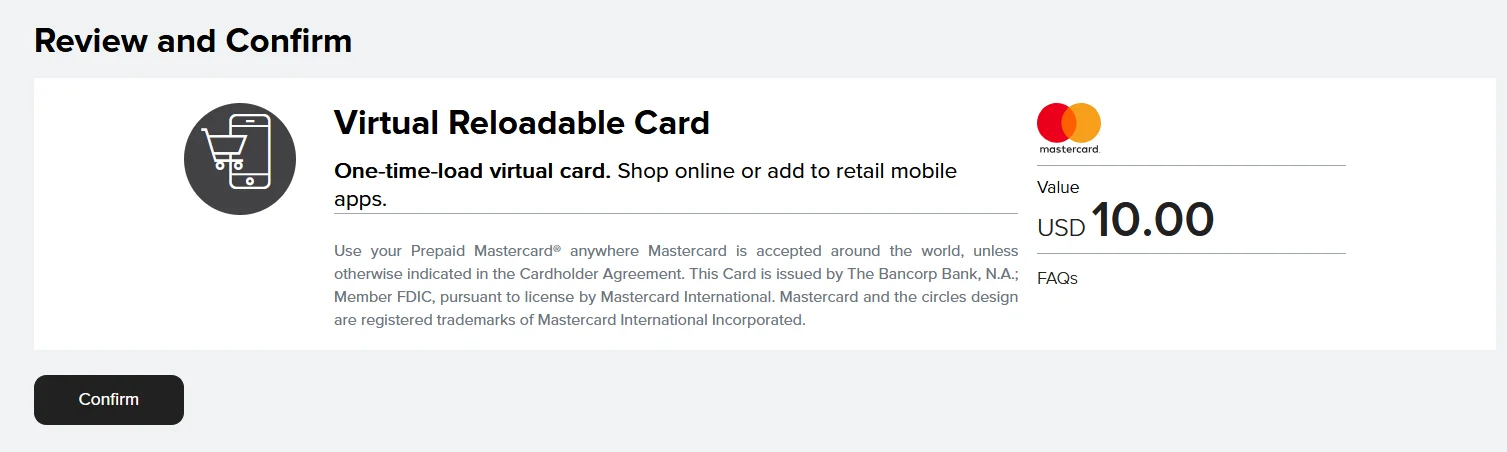 Review and Confirm
Virtual Reloadable Card
One-time-load virtual card. Shop online or add to retail mobile
apps.
Use your Prepaid Mastercard® anywhere Mastercard is accepted around the world, unless
otherwise indicated in the Cardholder Agreement. This Card is issued by The Bancorp Bank, N.A.;
Member FDIC, pursuant to license by Mastercard International. Mastercard and the circles design
are registered trademarks of Mastercard International Incorporated.
mastercard.
Value
USD 10.00
FAQs
Confirm